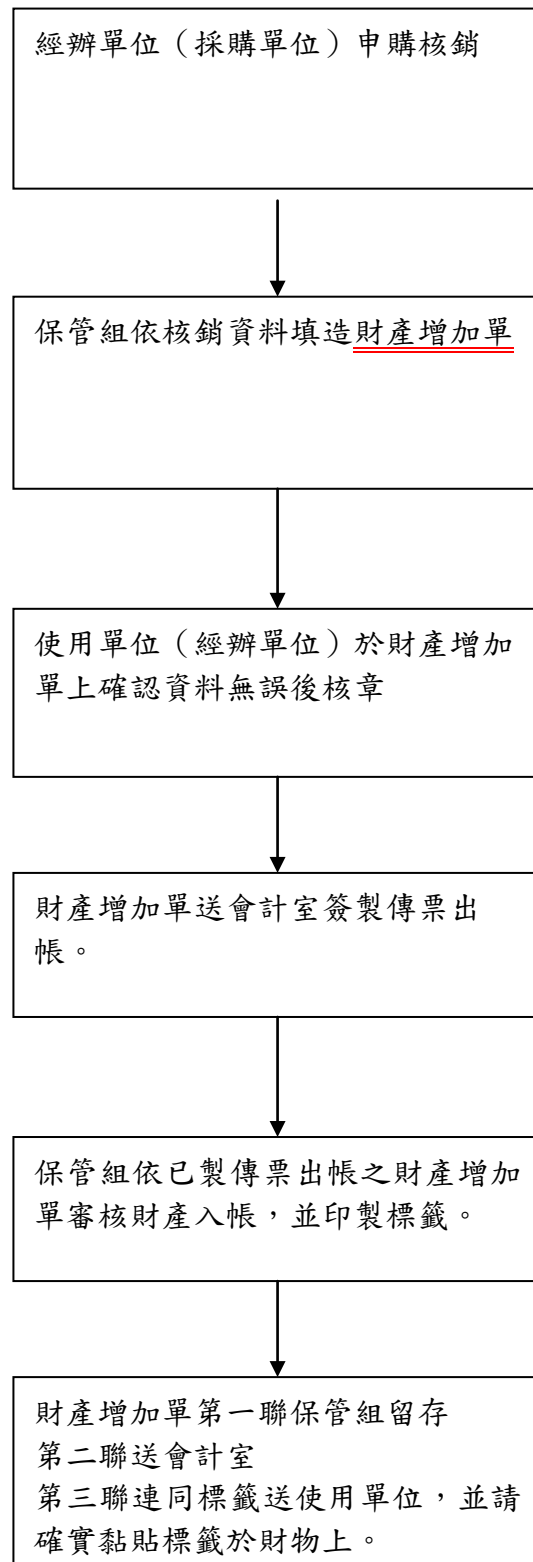 經辦單位（採購單位）申購核銷
保管組依核銷資料填造財產增加單
使用單位（經辦單位）於財產增加
單上確認資料無誤後核章
財產增加單送會計室簽製傳票出
帳。
保管組依已製傳票出帳之財產增加
單審核財產入帳，並印製標籤。
財產增加單第一聯保管組留存
第二聯送會計室
第三聯連同標籤送使用單位，並請
確實黏貼標籤於財物上。